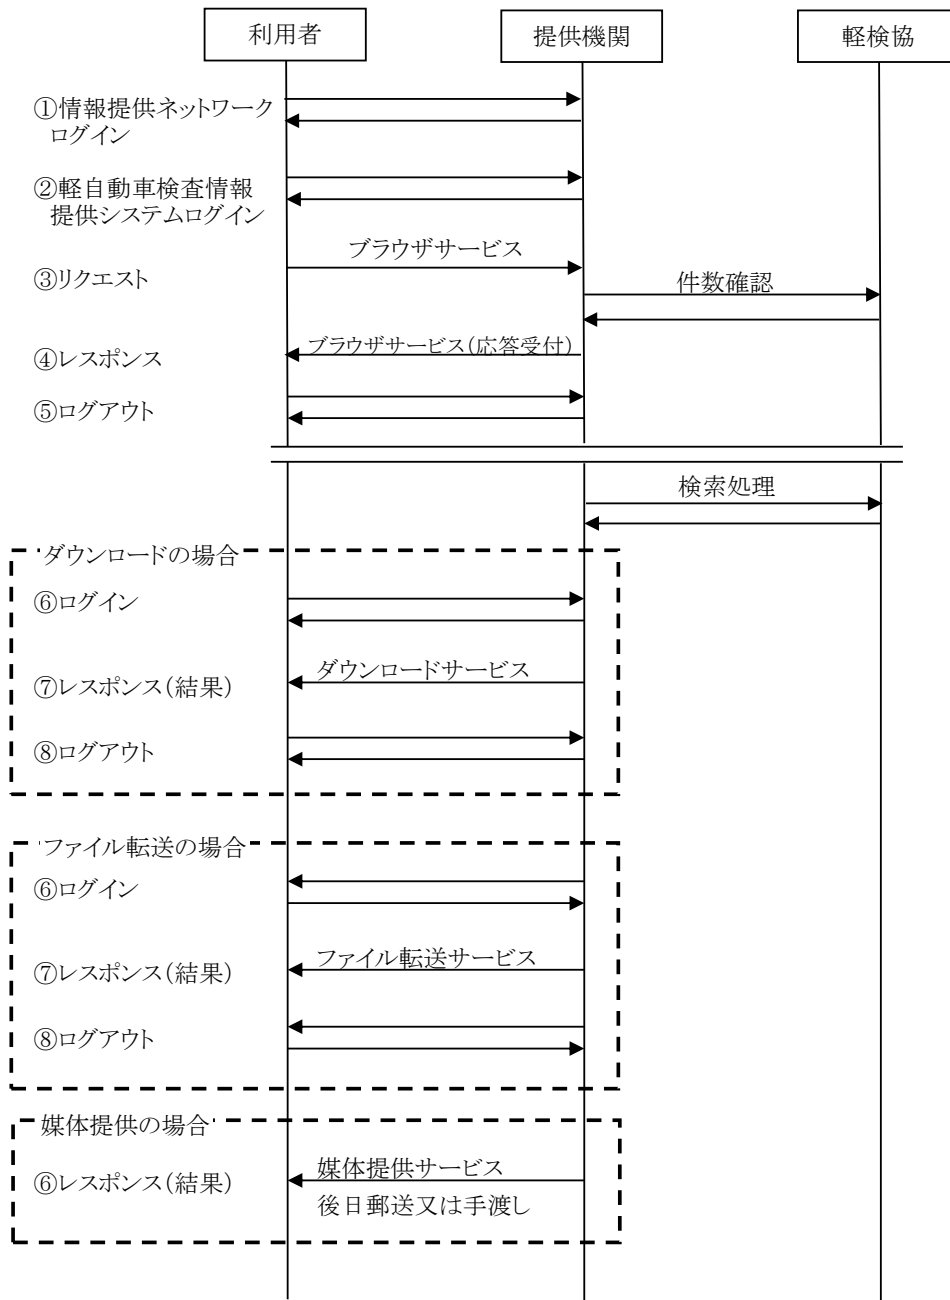 利用者
提供機関
軽検協
①情報提供ネットワーク
ログイン
②軽自動車検査情報
提供システムログイン
ブラウザサービス
③リクエスト
件数確認
ブラウザサービス(応答受付)
④レスポンス
⑤ログアウト
検索処理
ダウンロードの場合
⑥ログイン
ダウンロードサービス
⑦レスポンス(結果)
⑧ログアウト
ファイル転送の場合
⑥ログイン
ファイル転送サービス
⑦レスポンス(結果)
⑧ログアウト
媒体提供の場合
媒体提供サービス
⑥レスポンス(結果)
後日郵送又は手渡し